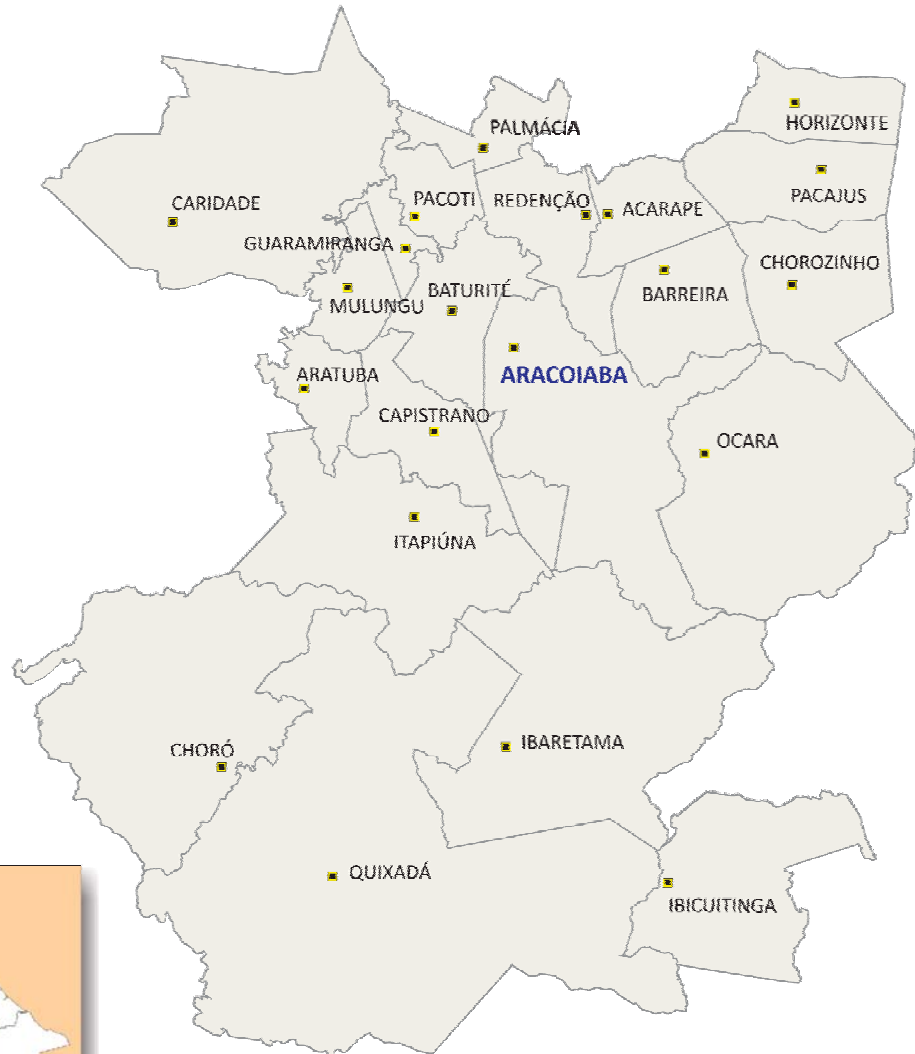 PALMÁCIA
HORIZONTE
PACOTI
REDENÇÃO
ACARAPE
PACAJUS
CARIDADE
GUARAMIRANGA
CHOROZINHO
MULUNGU
BATURITÉ
BARREIRA
ARATUBA
ARACOIABA
CAPISTRANO
OCARA
ITAPIÚNA
CHORÓ
IBARETAMA
QUIXADÁ
IBICUITINGA